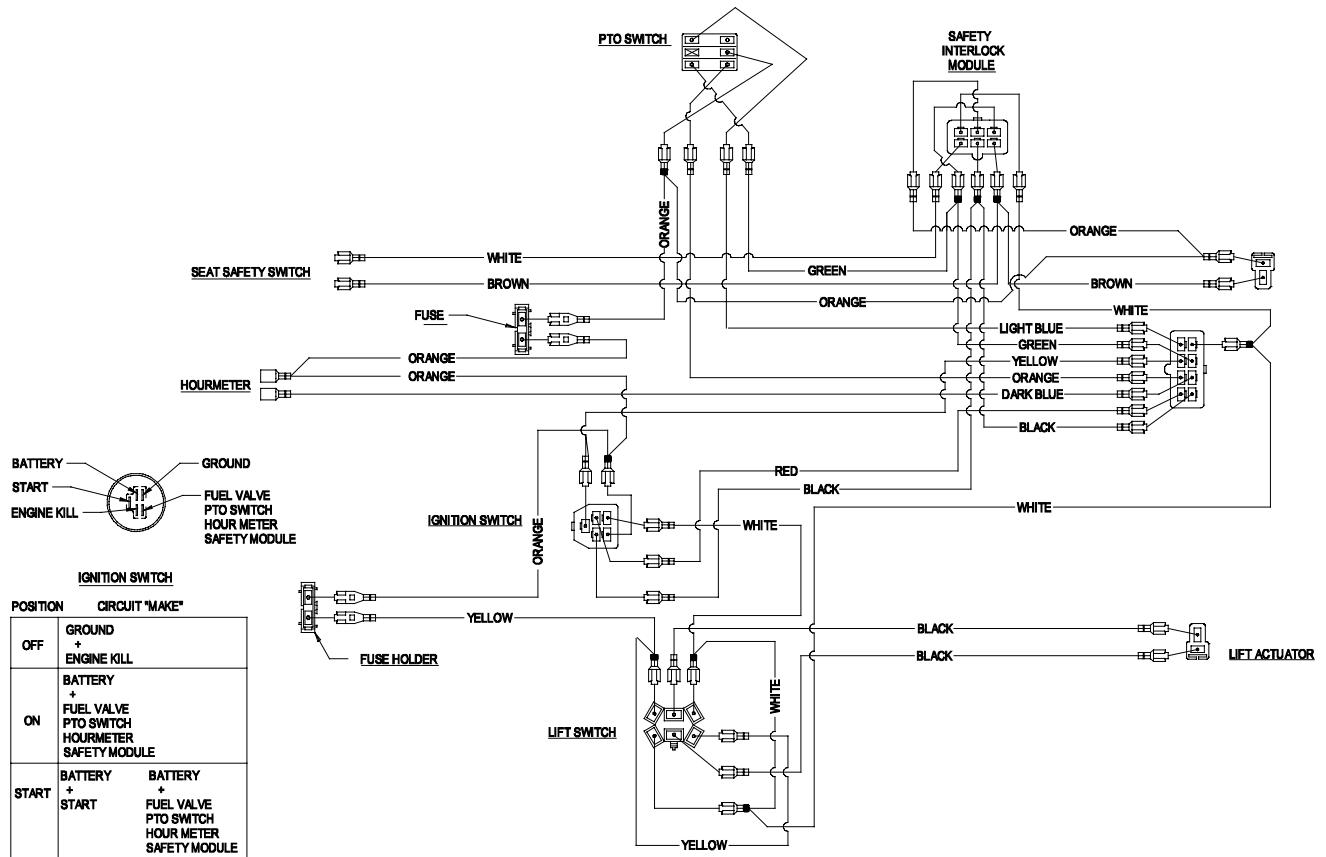 PTO SWITCH
SAFETY
INTERLOCK
MODULE
ORANGE
ORANGE
WHITE
GREEN
SEAT SAFETY SWITCH
BROWN
BROWN
ORANGE
WHITE
FUSE
LIGHT BLUE
GREEN
ORANGE
YELLOW
ORANGE
ORANGE
HOURMETER
DARK BLUE
BLACK
BATTERY
GROUND
RED
START
BLACK
FUEL VALVE
PTO SWITCH
HOUR METER
SAFETY MODULE
ENGINE KILL
WHITE
IGNITION SWITCH
WHITE
ORANGE
IGNITION SWITCH
POSITION CIRCUIT "MAKE"
YELLOW
OFF
GROUND
+
ENGINE KILL
BLACK
FUSE HOLDER
BLACK
LIFT ACTUATOR
ON
BATTERY
+
FUEL VALVE
PTO SWITCH
HOURMETER
SAFETY MODULE
WHITE
LIFT SWITCH
START
BATTERY
+
START
BATTERY
+
FUEL VALVE
PTO SWITCH
HOUR METER
SAFETY MODULE
YELLOW